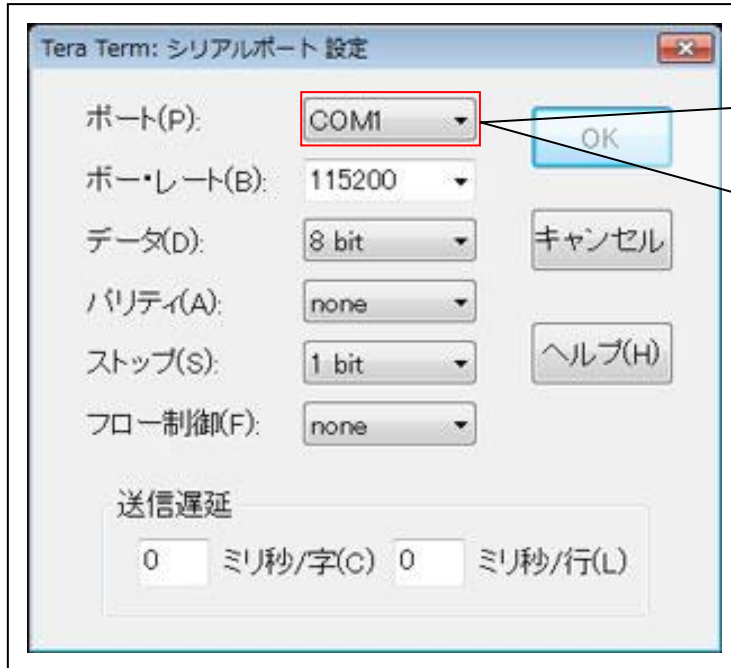 Tera Term: シリアルポート 設定
ポート(P): COM1
OK
ボー・レート(B): 115200
データ(D): 8 bit
キャンセル
パリティ(A): none
ストップ(S): 1 bit
ヘルプ(H)
フロー制御(F): none
送信遅延
0 ミリ秒/字(C) 0 ミリ秒/行(L)